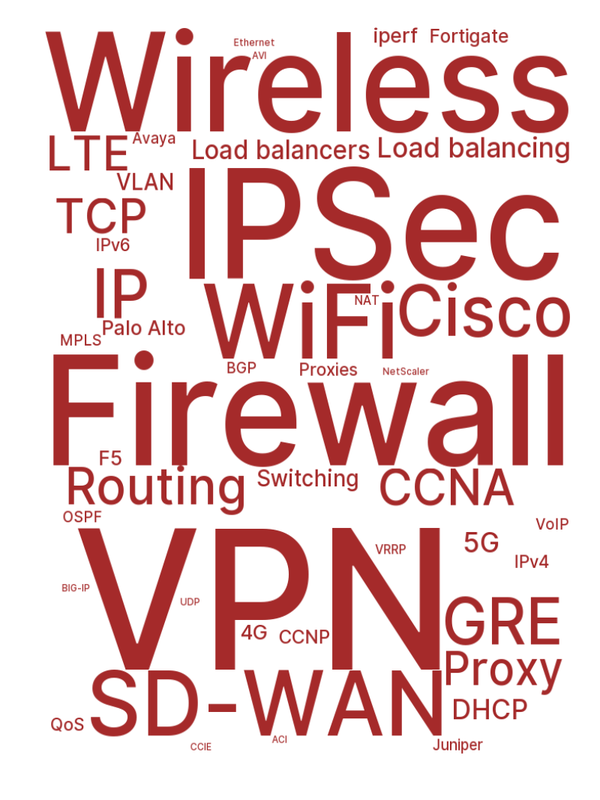 iperf Fortigate
Ethernet
Wireless
AVI
LTE
Avaya
Load balancers
Load balancing
VLAN
IPSec
TCP
IPv6
IP
WiFi
NAT
Cisco
Palo Alto
MPLS
Firewall
BGP
Proxies
NetScaler
F5
Routing
Switching
CCNA
OSPF
VoIP
VPN
5G
VRRP
IPv4
BIG-IP
UDP
GRE
4G
CCNP
Proxy
SD-WAN
DHCP
QoS
ACI
CCIE
Juniper